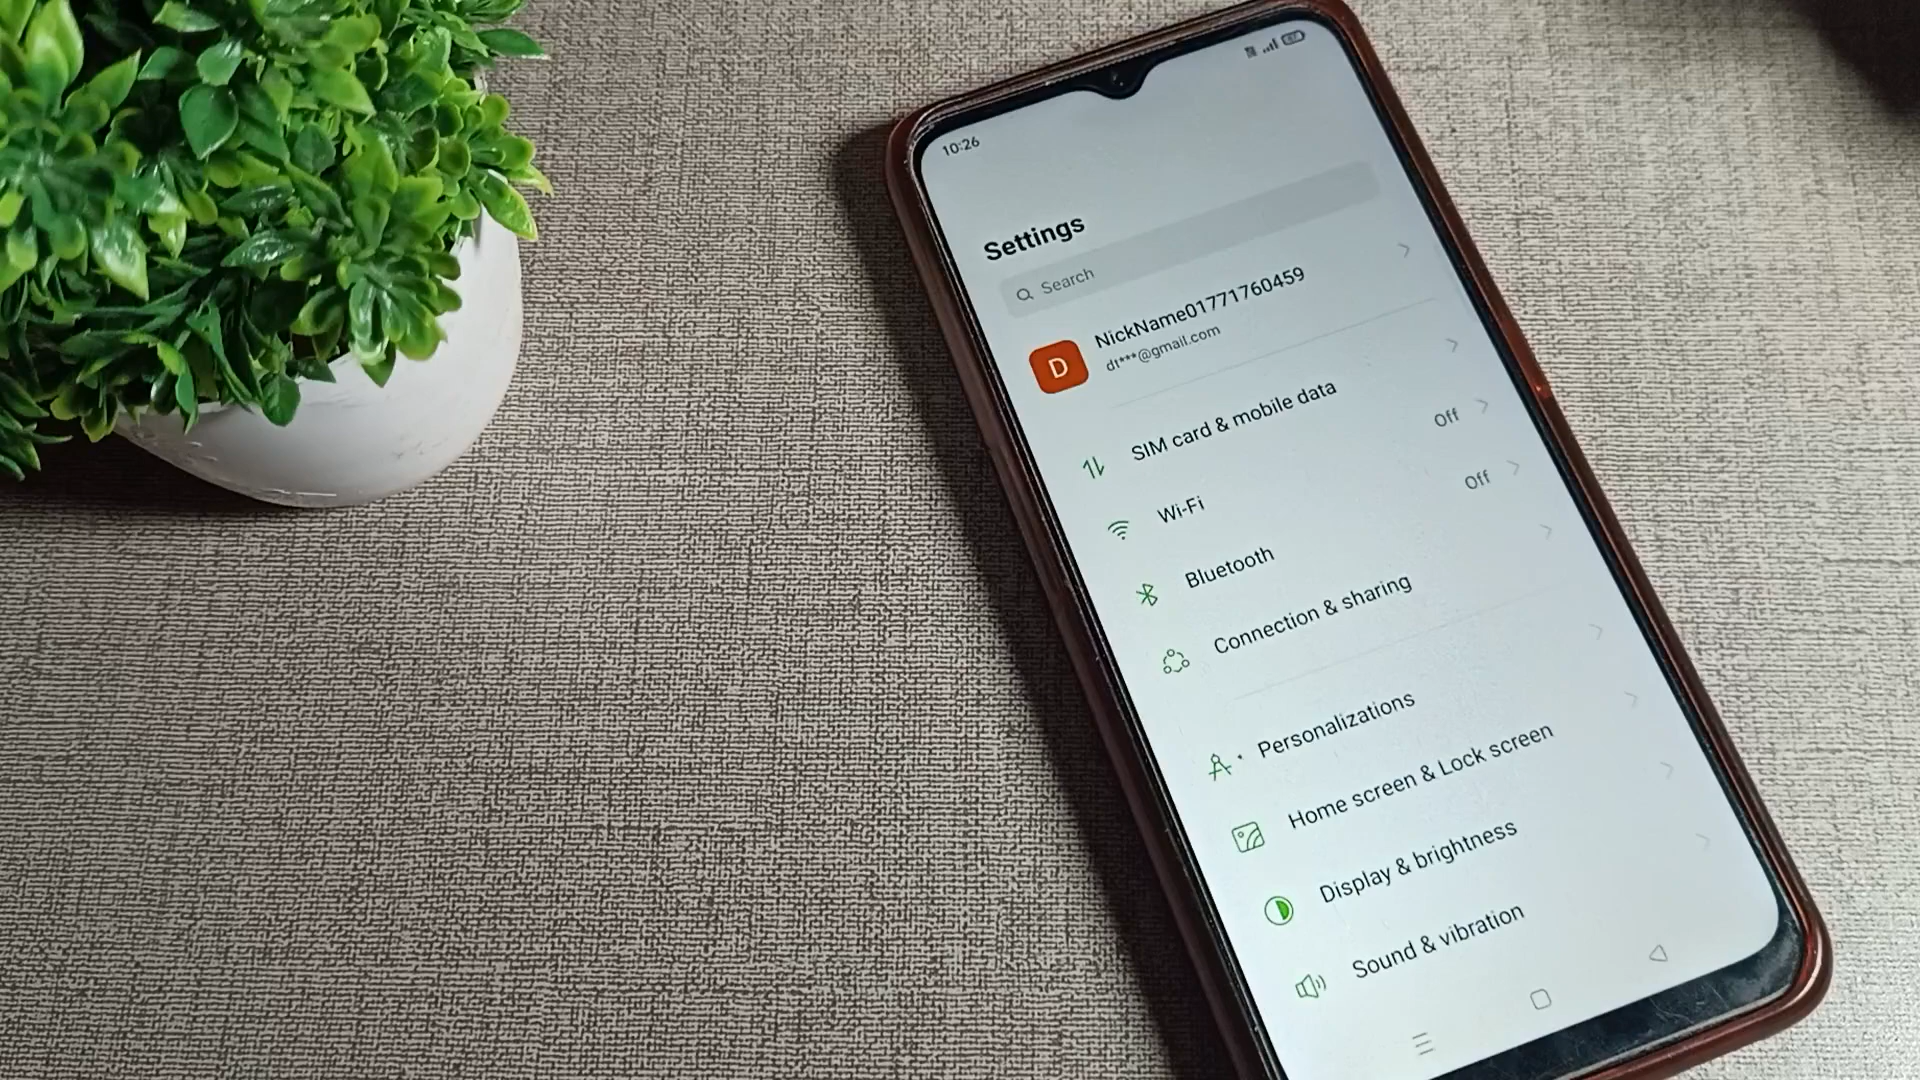 10:26
Settings
Search
D
NickName01771760459
dt***@gmail.com
SIM card & mobile data
Wi-Fi
Off
Bluetooth
Off
Connection & sharing
Personalizations
Home screen & Lock screen
Display & brightness
Sound & vibration